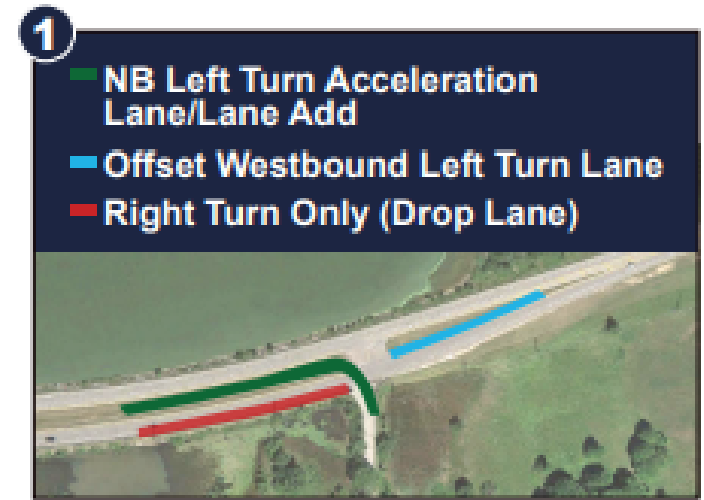 1
NB Left Turn Acceleration
Lane/Lane Add
Offset Westbound Left Turn Lane
Right Turn Only (Drop Lane)